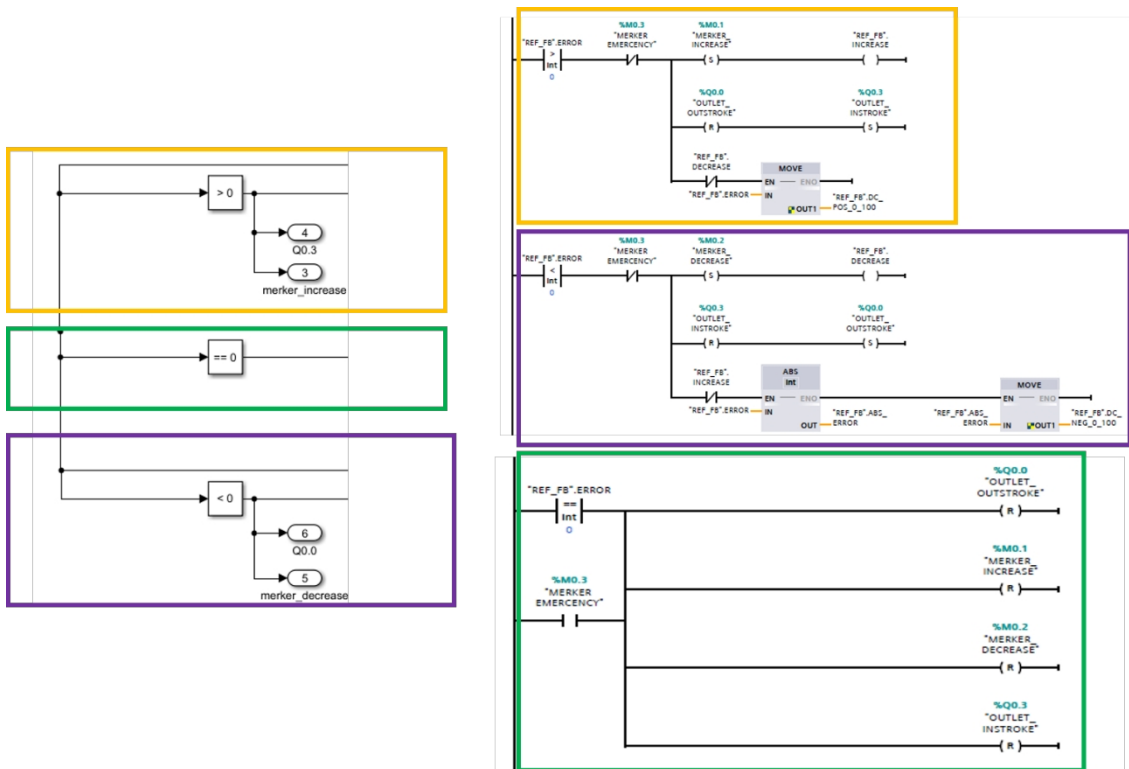 > 0
4
Q0.3
3
merker_increase
== 0
< 0
6
Q0.0
5
merker_decrease
"REF_FB".ERROR
>
Int
0
%M0.3
"MERKER
EMERCENCY"
%M0.1
"MERKER_
INCREASE"
S
"REF_FB".
INCREASE
%Q0.0
"OUTLET_
OUTSTROKE"
R
%Q0.3
"OUTLET_
INSTROKE"
S
"REF_FB".
DECREASE
MOVE
EN ENO
"REF_FB".ERROR IN
OUT1
"REF_FB".DC_
POS_0_100
"REF_FB".ERROR
<
Int
0
%M0.3
"MERKER
EMERCENCY"
%M0.2
"MERKER_
DECREASE"
S
"REF_FB".
DECREASE
%Q0.3
"OUTLET_
INSTROKE"
R
%Q0.0
"OUTLET_
OUTSTROKE"
S
"REF_FB".
INCREASE
ABS
Int
EN ENO
"REF_FB".ERROR IN
OUT
"REF_FB".ABS_
ERROR
MOVE
EN ENO
"REF_FB".ABS_
ERROR IN
OUT1
"REF_FB".DC_
NEG_0_100
"REF_FB".ERROR
==
Int
0
%M0.3
"MERKER
EMERCENCY"
%Q0.0
"OUTLET_
OUTSTROKE"
R
%M0.1
"MERKER_
INCREASE"
R
%M0.2
"MERKER_
DECREASE"
R
%Q0.3
"OUTLET_
INSTROKE"
R